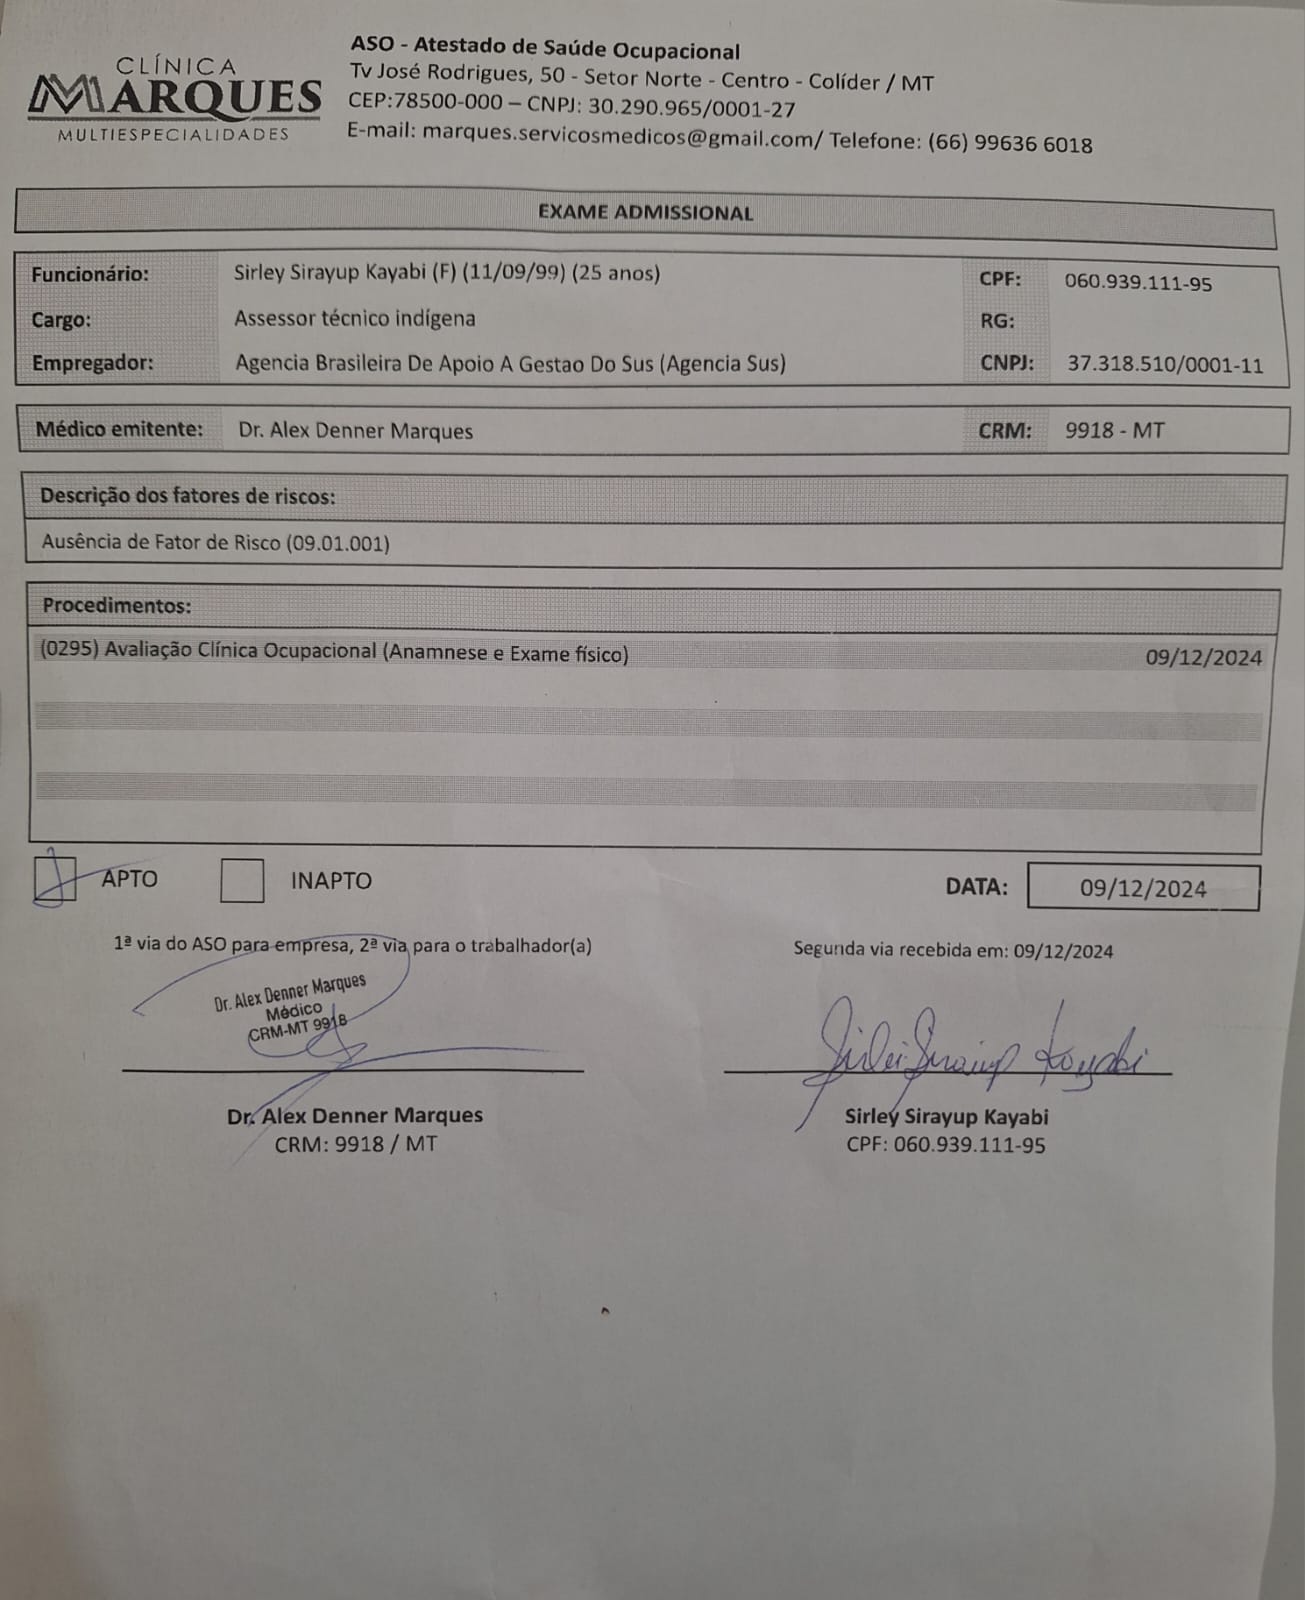 CLÍNICA
MARQUES
MULTIESPECIALIDADES
ASO - Atestado de Saúde Ocupacional
Tv José Rodrigues, 50 - Setor Norte - Centro - Colíder / MT
CEP:78500-000 – CNPJ: 30.290.965/0001-27
E-mail: marques.servicosmedicos@gmail.com/ Telefone: (66) 99636 6018
EXAME ADMISSIONAL
Funcionário: Sirley Sirayup Kayabi (F) (11/09/99) (25 anos) CPF: 060.939.111-95
Cargo: Assessor técnico indígena RG:
Empregador: Agencia Brasileira De Apoio A Gestao Do Sus (Agencia Sus) CNPJ: 37.318.510/0001-11
Médico emitente: Dr. Alex Denner Marques CRM: 9918 - MT
Descrição dos fatores de riscos:
Ausência de Fator de Risco (09.01.001)
Procedimentos:
(0295) Avaliação Clínica Ocupacional (Anamnese e Exame físico) 09/12/2024
APTO INAPTO DATA: 09/12/2024
1ª via do ASO para empresa, 2ª via para o trabalhador(a) Segunda via recebida em: 09/12/2024
Dr. Alex Denner Marques
Médico
CRM-MT 9918
Sirlei Sirayup Kayabi
Dr. Alex Denner Marques Sirley Sirayup Kayabi
CRM: 9918 / MT CPF: 060.939.111-95